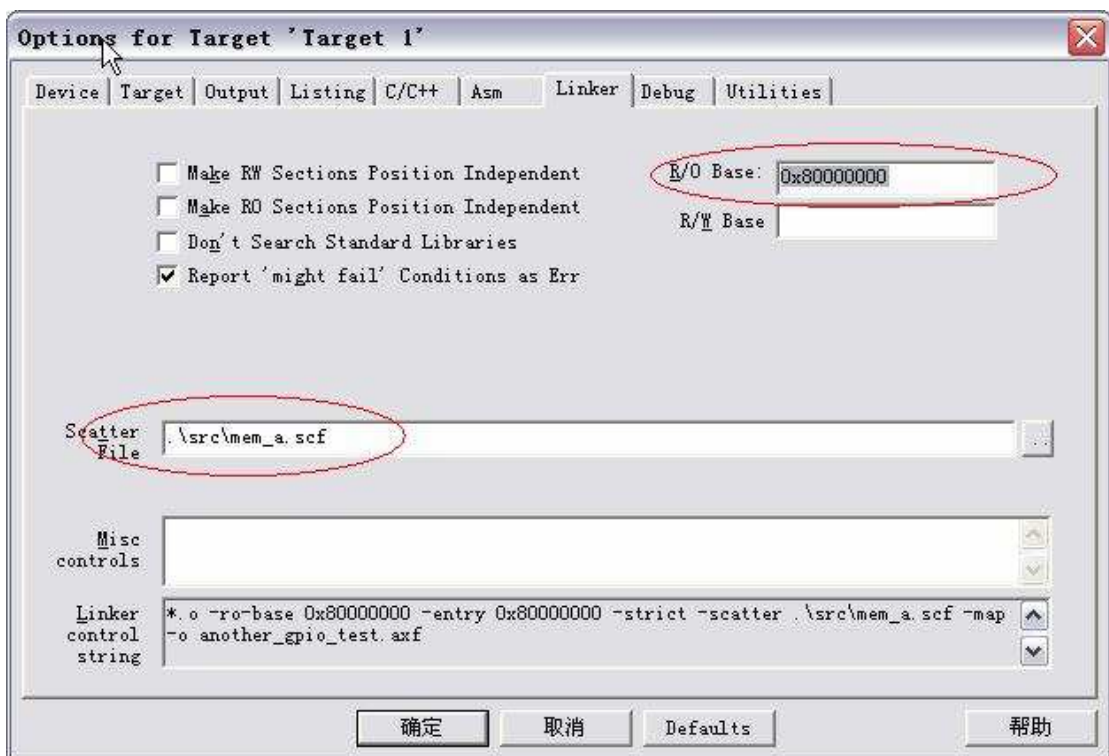 Options for Target 'Target 1'
Device Target Output Listing C/C++ Asm Linker Debug Utilities
Make RW Sections Position Independent
R/O Base: 0x80000000
Make RO Sections Position Independent
R/W Base
Don't Search Standard Libraries
Report 'might fail' Conditions as Err
Scatter
File
.\src\mem_a.scf
...
Misc
controls
Linker
control
string
*.o -ro-base 0x80000000 -entry 0x80000000 -strict -scatter .\src\mem_a.scf -map
-o another_gpio_test.axf
确定 取消 Defaults 帮助